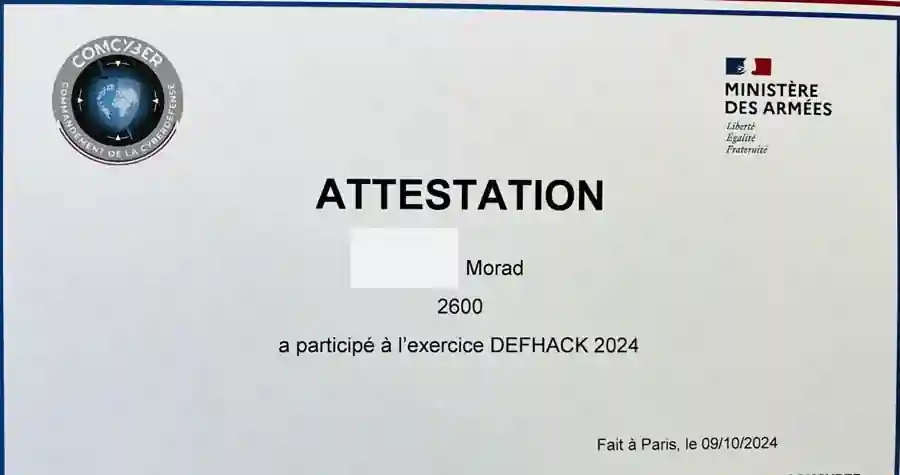 COMCYBER
COMMANDEMENT DE LA CYBERDÉFENSE
MINISTÈRE
DES ARMÉES
Liberté
Égalité
Fraternité
ATTESTATION
Morad
2600
a participé à l'exercice DEFHACK 2024
Fait à Paris, le 09/10/2024